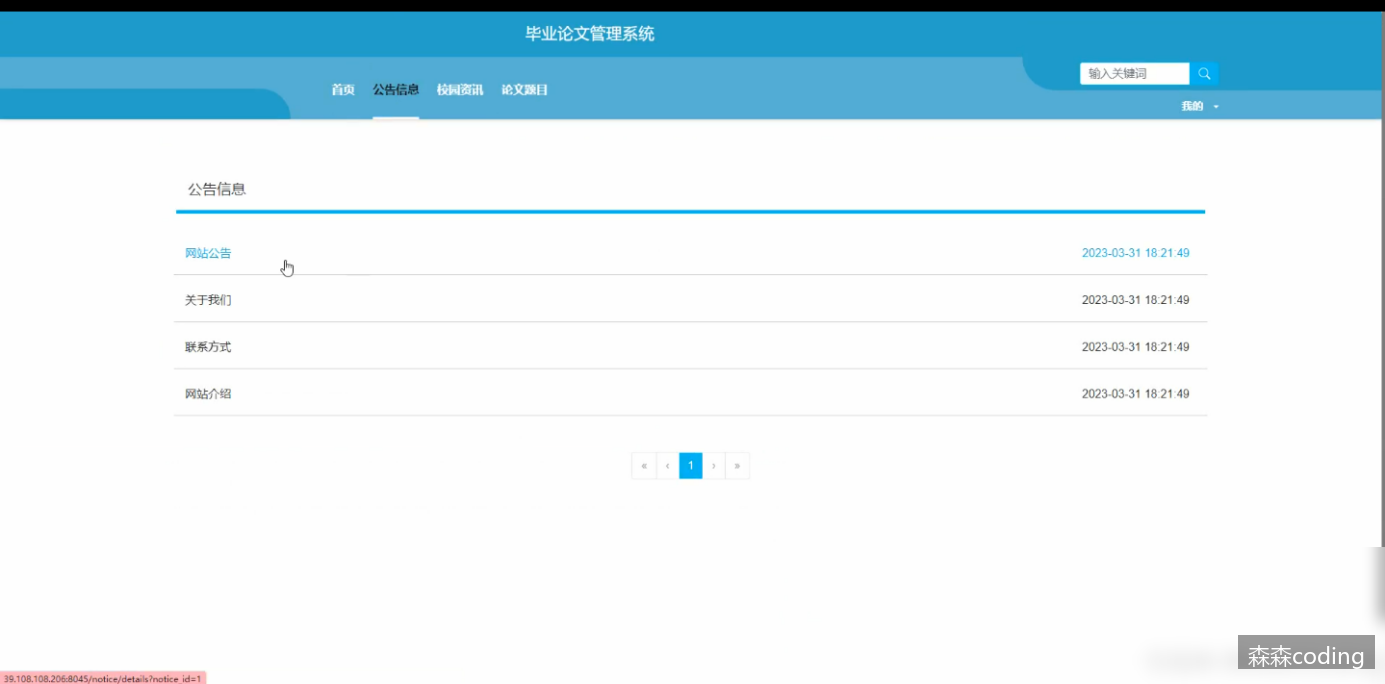 毕业论文管理系统
输入关键词
首页 公告信息 校园资讯 论文题目
我的
公告信息
网站公告 2023-03-31 18:21:49
关于我们 2023-03-31 18:21:49
联系方式 2023-03-31 18:21:49
网站介绍 2023-03-31 18:21:49
« ‹ 1 › »
森森coding
39.108.108.206:8045/notice/details?notice_id=1